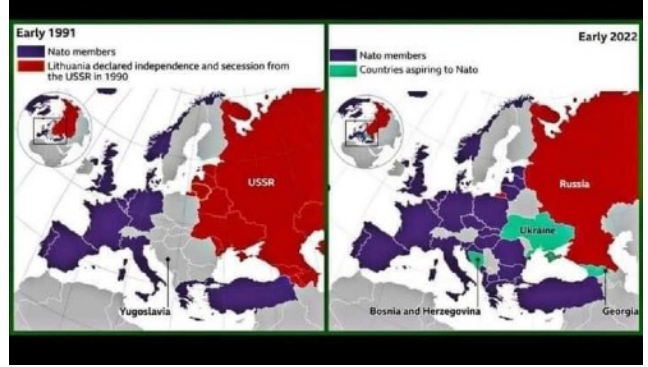 Early 1991
Nato members
Lithuania declared independence and secession from
the USSR in 1990
USSR
Yugoslavia
Early 2022
Nato members
Countries aspiring to Nato
Russia
Ukraine
Bosnia and Herzegovina
Georgia